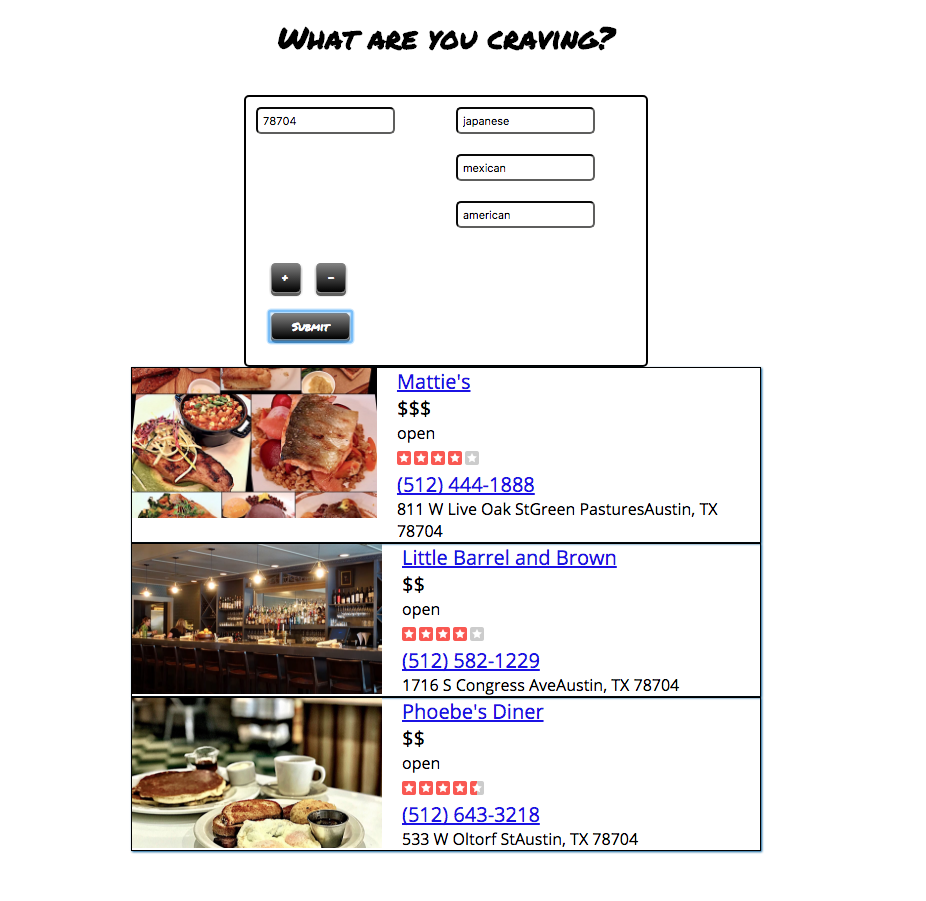 What are you craving?
78704
japanese
mexican
american
+ -
Submit
Mattie's
$$$
open
(512) 444-1888
811 W Live Oak StGreen PasturesAustin, TX
78704
Little Barrel and Brown
$$
open
(512) 582-1229
1716 S Congress AveAustin, TX 78704
Phoebe's Diner
$$
open
(512) 643-3218
533 W Oltorf StAustin, TX 78704